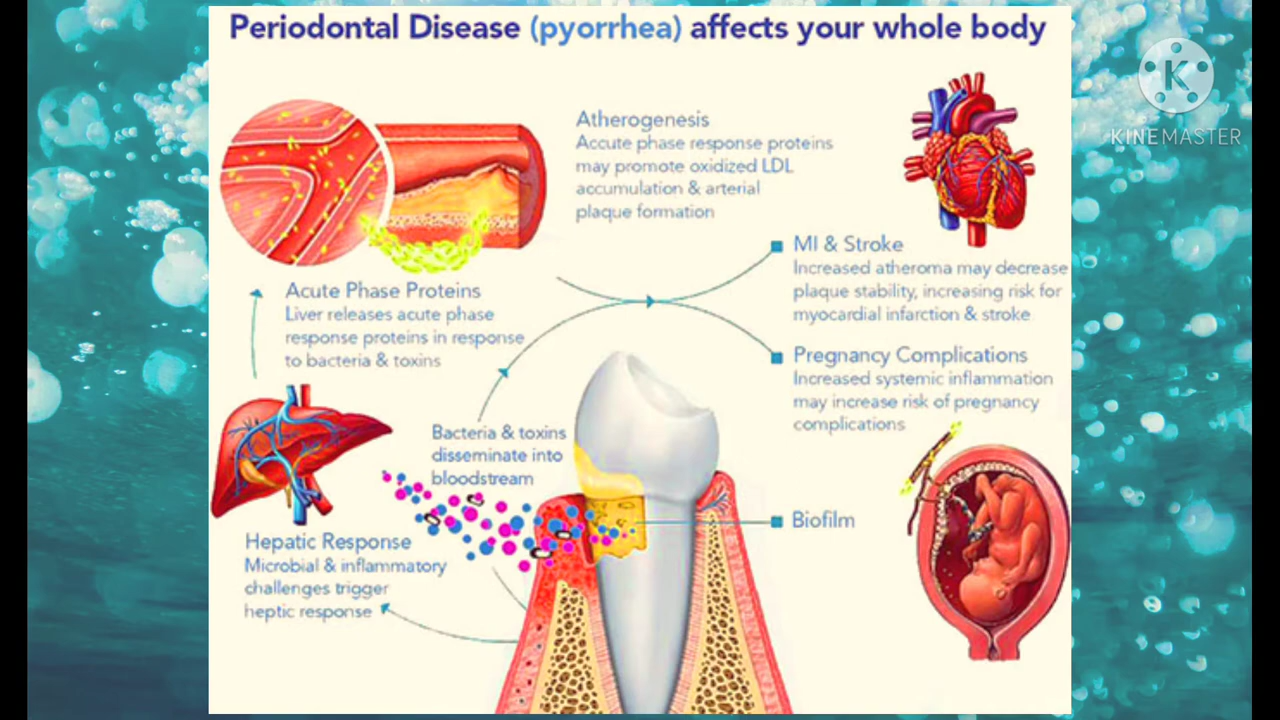 Periodontal Disease (pyorrhea) affects your whole body
KINEMASTER
Atherogenesis
Accute phase response proteins
may promote oxidized LDL
accumulation & arterial
plaque formation
MI & Stroke
Increased atheroma may decrease
plaque stability, increasing risk for
myocardial infarction & stroke
Acute Phase Proteins
Liver releases acute phase
response proteins in response
to bacteria & toxins
Pregnancy Complications
Increased systemic inflammation
may increase risk of pregnancy
complications
Bacteria & toxins
disseminate into
bloodstream
Biofilm
Hepatic Response
Microbial & inflammatory
challenges trigger
heptic response